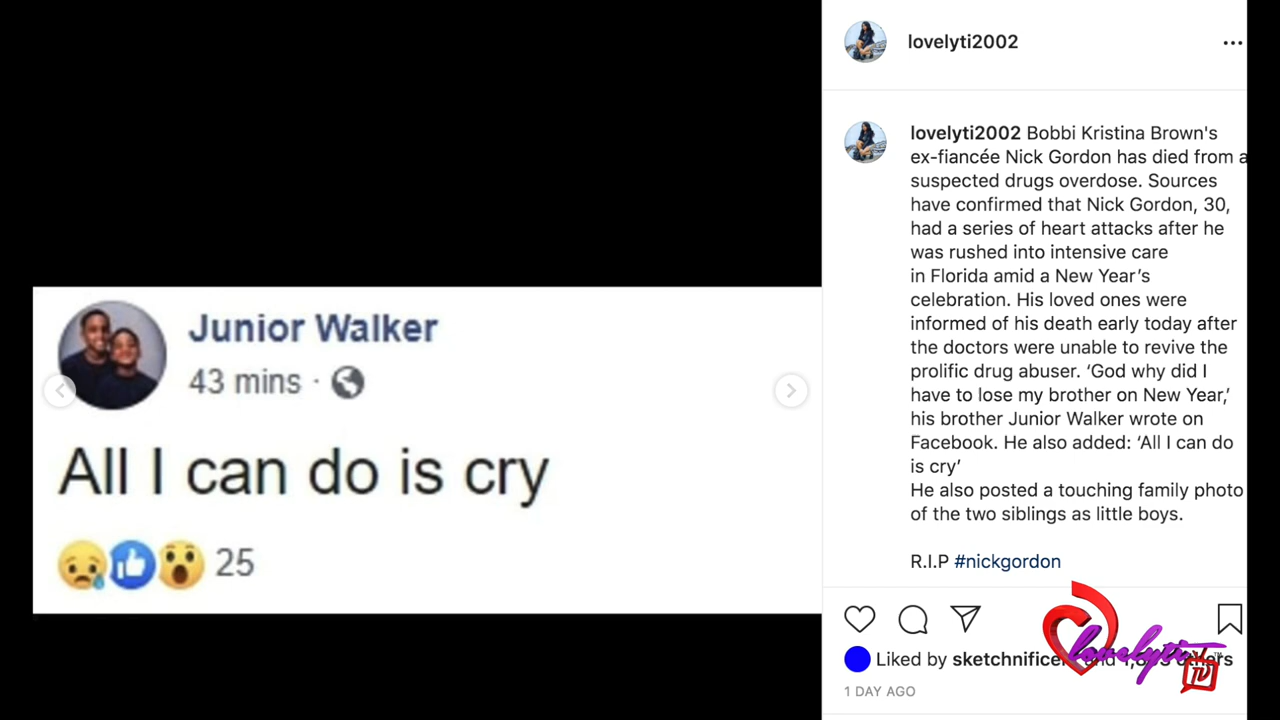 Junior Walker
43 mins ·
All I can do is cry
25
lovelyti2002
lovelyti2002 Bobbi Kristina Brown's
ex-fiancée Nick Gordon has died from a
suspected drugs overdose. Sources
have confirmed that Nick Gordon, 30,
had a series of heart attacks after he
was rushed into intensive care
in Florida amid a New Year’s
celebration. His loved ones were
informed of his death early today after
the doctors were unable to revive the
prolific drug abuser. ‘God why did I
have to lose my brother on New Year,’
his brother Junior Walker wrote on
Facebook. He also added: ‘All I can do
is cry’
He also posted a touching family photo
of the two siblings as little boys.
R.I.P #nickgordon
Liked by
lovelyti
TV
1 DAY AGO